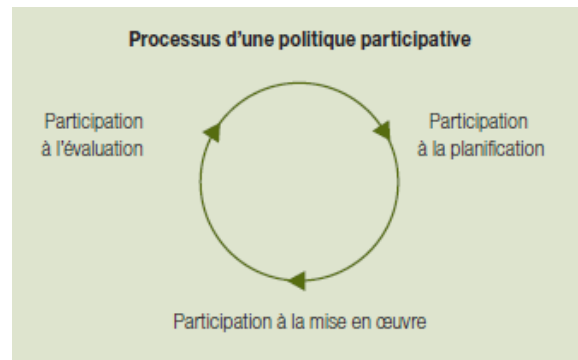 Processus d’une politique participative
Participation
à l’évaluation
Participation
à la planification
Participation à la mise en œuvre